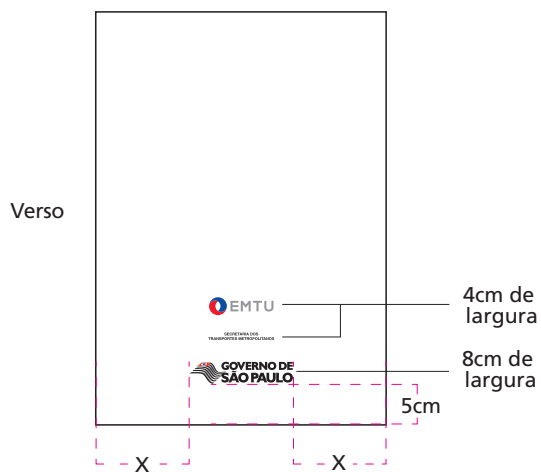 Verso
EMTU
4cm de
largura
SECRETARIA DOS
TRANSPORTES METROPOLITANOS
GOVERNO DE
SÃO PAULO
8cm de
largura
5cm
X
X